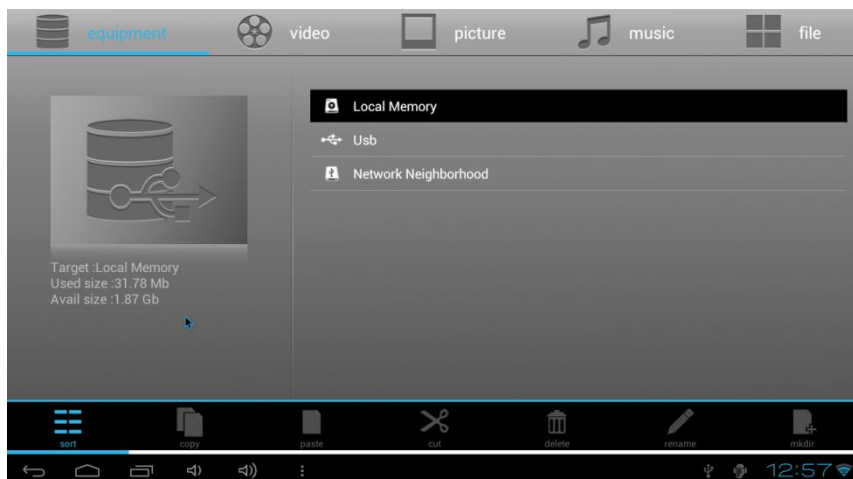 equipment
video
picture
music
file
Local Memory
Usb
Network Neighborhood
Target :Local Memory
Used size :31.78 Mb
Avail size :1.87 Gb
sort
copy
paste
cut
delete
rename
mkdir
12:57